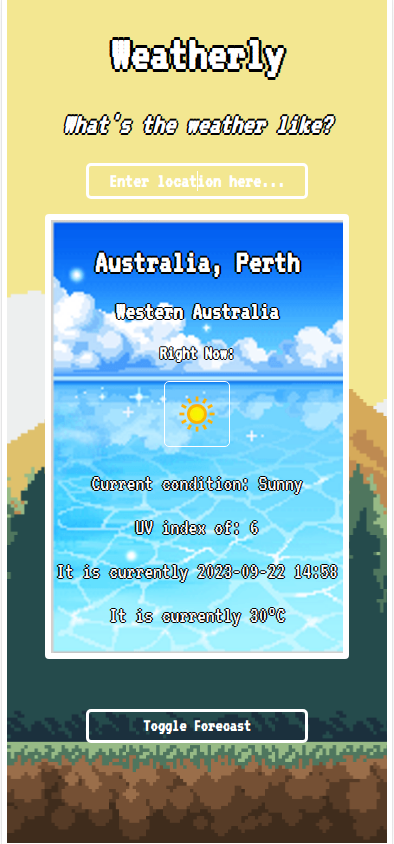 Weatherly
What's the weather like?
Enter location here...
Australia, Perth
Western Australia
Right Now:
Current condition: Sunny
UV index of: 6
It is currently 2023-09-22 14:58
It is currently 30°C
Toggle Forecast